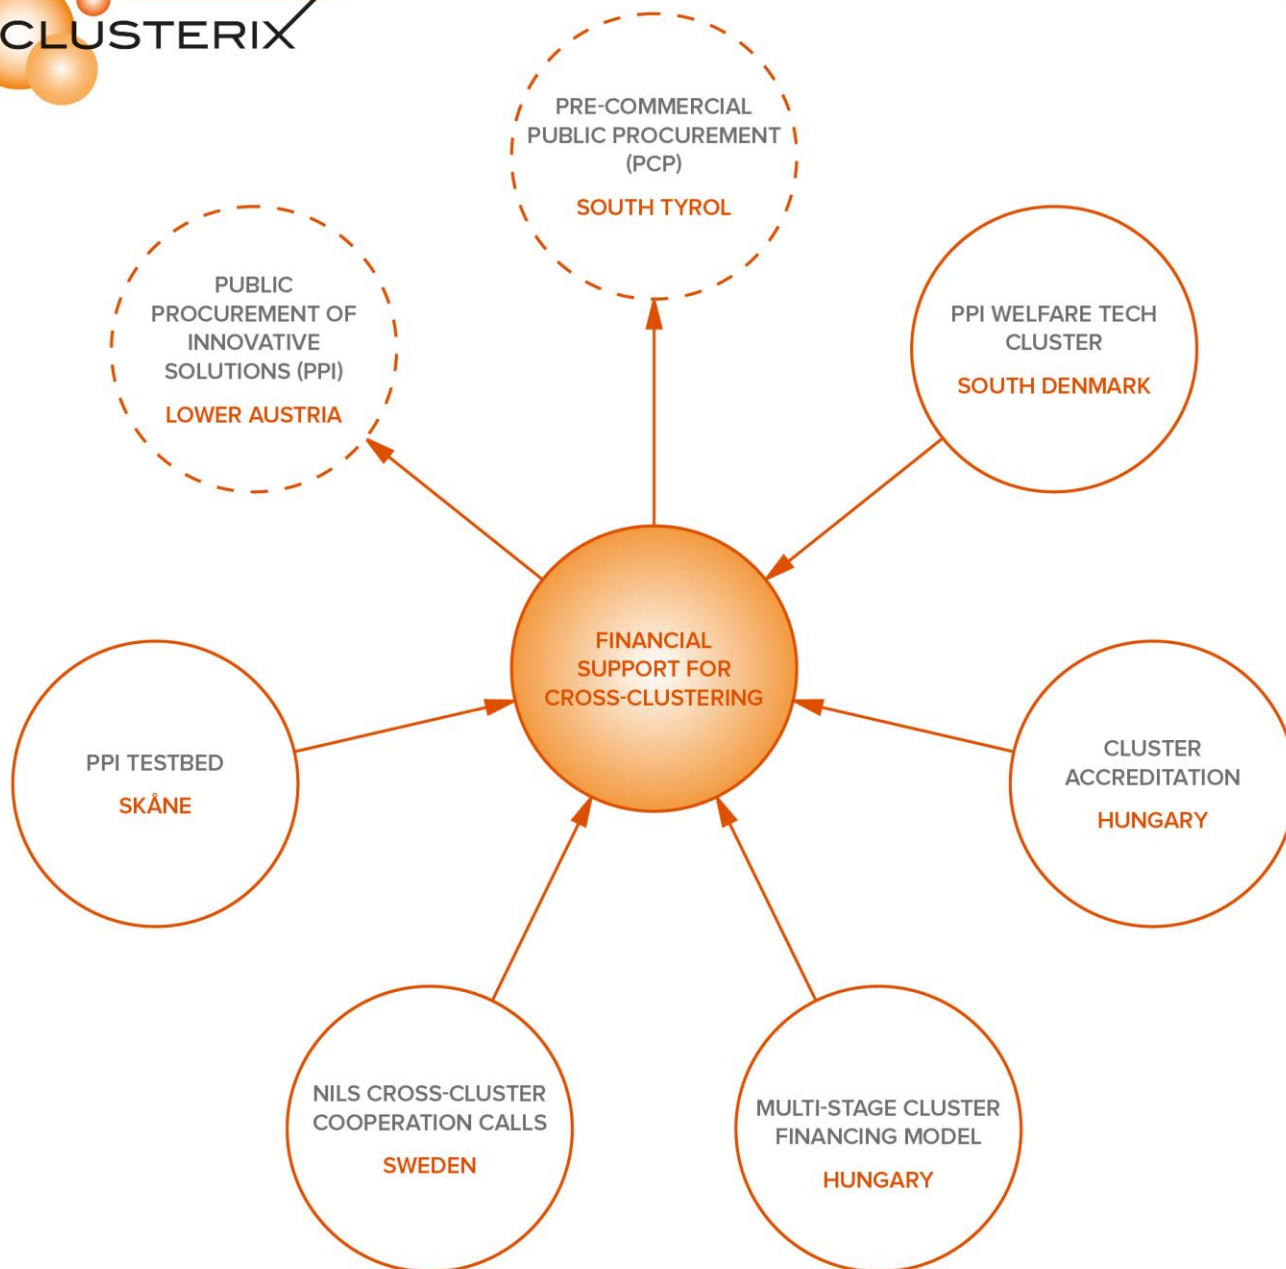 CLUSTERIX
PRE-COMMERCIAL
PUBLIC PROCUREMENT
(PCP)
SOUTH TYROL
PUBLIC
PROCUREMENT OF
INNOVATIVE
SOLUTIONS (PPI)
LOWER AUSTRIA
PPI WELFARE TECH
CLUSTER
SOUTH DENMARK
FINANCIAL
SUPPORT FOR
CROSS-CLUSTERING
PPI TESTBED
SKÅNE
CLUSTER
ACCREDITATION
HUNGARY
NILS CROSS-CLUSTER
COOPERATION CALLS
SWEDEN
MULTI-STAGE CLUSTER
FINANCING MODEL
HUNGARY